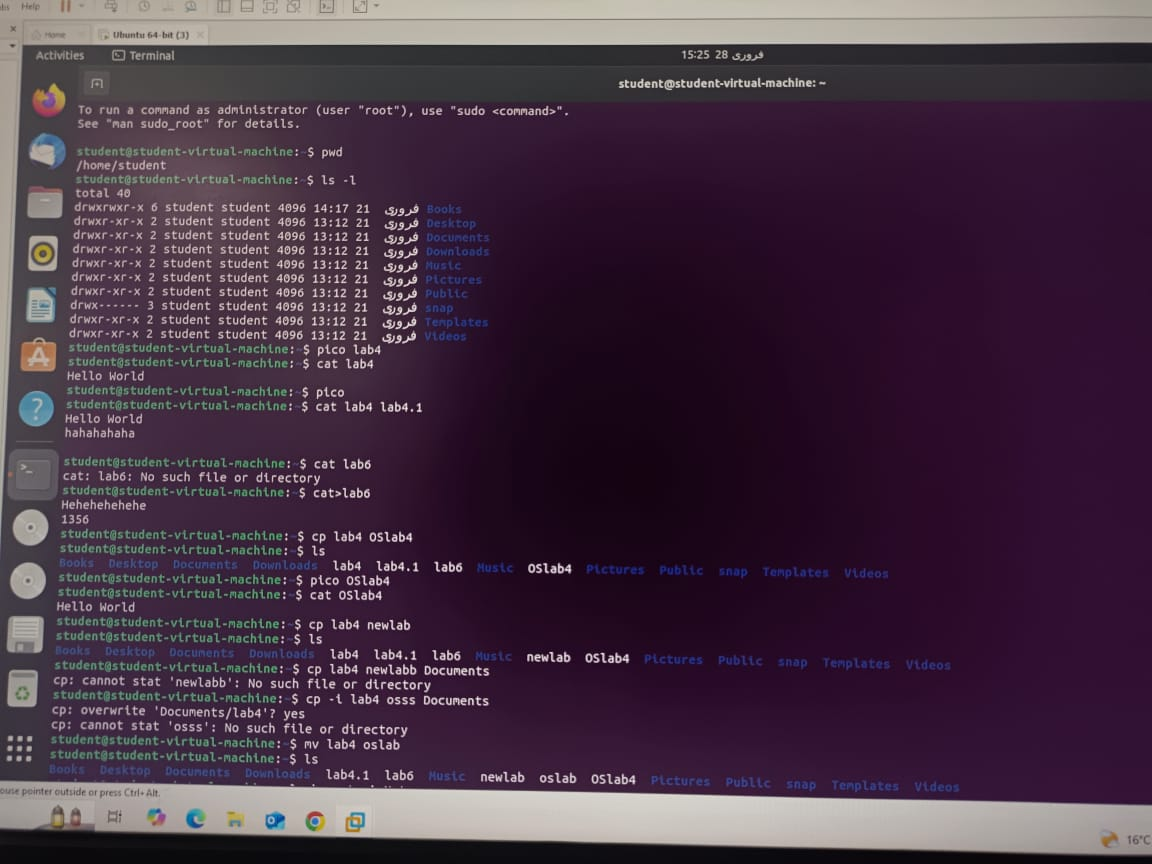 Help
Home
Ubuntu 64-bit (3)
Activities
Terminal
15:25 28 فروری
student@student-virtual-machine: ~
To run a command as administrator (user "root"), use "sudo <command>".
See "man sudo_root" for details.
student@student-virtual-machine:~$ pwd
/home/student
student@student-virtual-machine:~$ ls -l
total 40
drwxrwxr-x 6 student student 4096 14:17 21 فروری Books
drwxr-xr-x 2 student student 4096 13:12 21 فروری Desktop
drwxr-xr-x 2 student student 4096 13:12 21 فروری Documents
drwxr-xr-x 2 student student 4096 13:12 21 فروری Downloads
drwxr-xr-x 2 student student 4096 13:12 21 فروری Music
drwxr-xr-x 2 student student 4096 13:12 21 فروری Pictures
drwxr-xr-x 2 student student 4096 13:12 21 فروری Public
drwx------ 3 student student 4096 13:12 21 فروری snap
drwxr-xr-x 2 student student 4096 13:12 21 فروری Templates
drwxr-xr-x 2 student student 4096 13:12 21 فروری Videos
student@student-virtual-machine:~$ pico lab4
student@student-virtual-machine:~$ cat lab4
Hello World
student@student-virtual-machine:~$ pico
student@student-virtual-machine:~$ cat lab4 lab4.1
Hello World
hahahahaha
student@student-virtual-machine:~$ cat lab6
cat: lab6: No such file or directory
student@student-virtual-machine:~$ cat>lab6
Hehehehehehe
1356
student@student-virtual-machine:~$ cp lab4 OSlab4
student@student-virtual-machine:~$ ls
Books Desktop Documents Downloads lab4 lab4.1 lab6 Music OSlab4 Pictures Public snap Templates Videos
student@student-virtual-machine:~$ pico OSlab4
student@student-virtual-machine:~$ cat OSlab4
Hello World
student@student-virtual-machine:~$ cp lab4 newlab
student@student-virtual-machine:~$ ls
Books Desktop Documents Downloads lab4 lab4.1 lab6 Music newlab OSlab4 Pictures Public snap Templates Videos
student@student-virtual-machine:~$ cp lab4 newlabb Documents
cp: cannot stat 'newlabb': No such file or directory
student@student-virtual-machine:~$ cp -i lab4 osss Documents
cp: overwrite 'Documents/lab4'? yes
cp: cannot stat 'osss': No such file or directory
student@student-virtual-machine:~$ mv lab4 oslab
student@student-virtual-machine:~$ ls
Books Desktop Documents Downloads lab4.1 lab6 Music newlab oslab OSlab4 Pictures Public snap Templates Videos
pointer outside or press Ctrl+Alt.
16°C